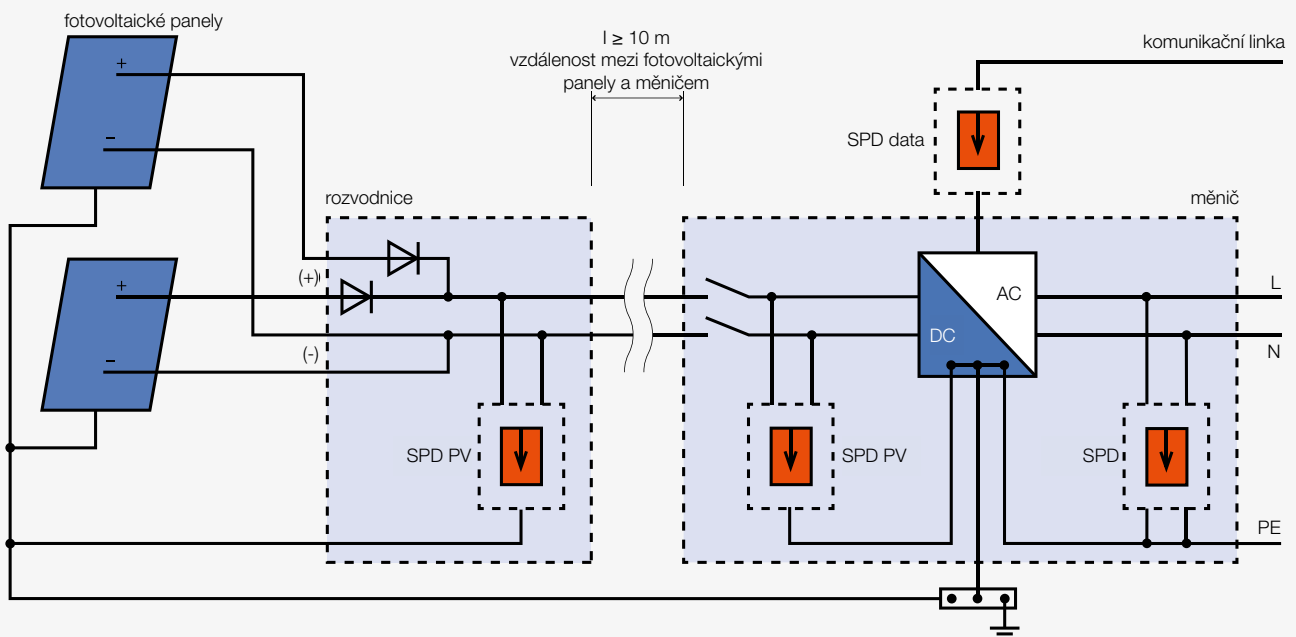 fotovoltaické panely
l ≥ 10 m
vzdálenost mezi fotovoltaickými
panely a měničem
komunikační linka
+
–
SPD data
rozvodnice
měnič
(+)
+
–
(-)
AC
DC
L
N
SPD PV
SPD PV
SPD
PE